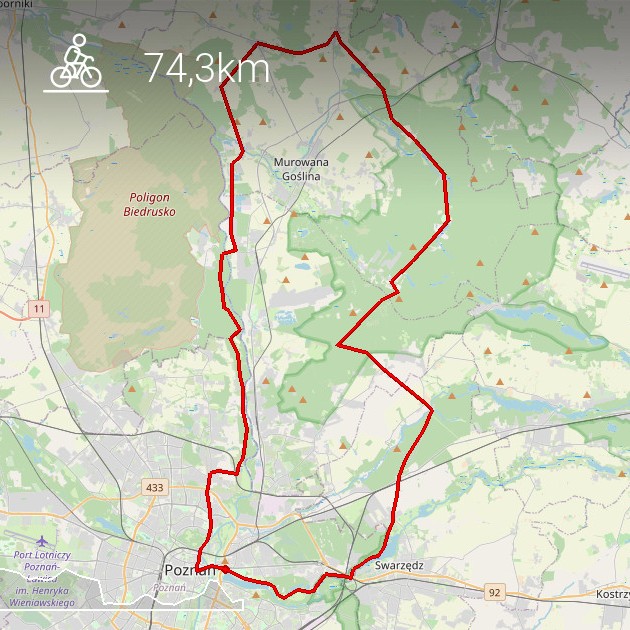 orniki
74,3km
Murowana
Goślina
Poligon
Biedrusko
11
433
Port Lotniczy
Poznań-
Ławica
im. Henryka
Wieniawskiego
Poznań
Poznań
Swarzędz
92
Kostrzy